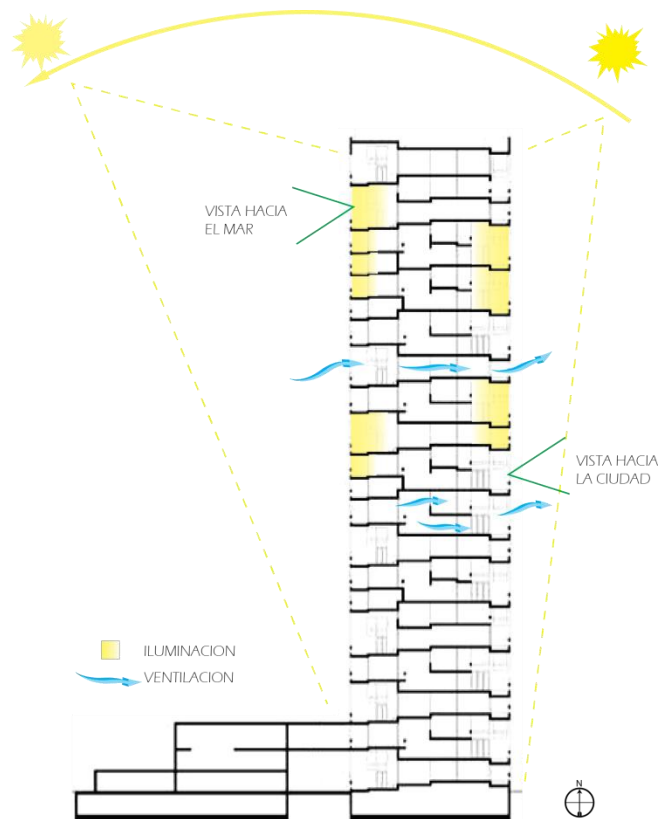 VISTA HACIA
EL MAR
VISTA HACIA
LA CIUDAD
ILUMINACION
VENTILACION
N